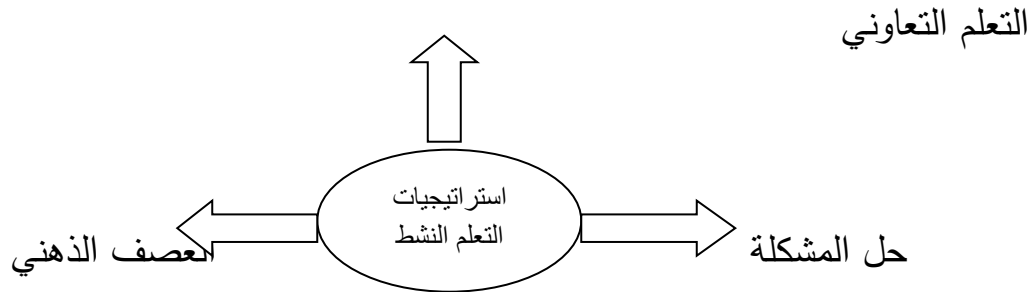 التعلم التعاوني
استراتيجيات
التعلم النشط
حل المشكلة
العصف الذهني